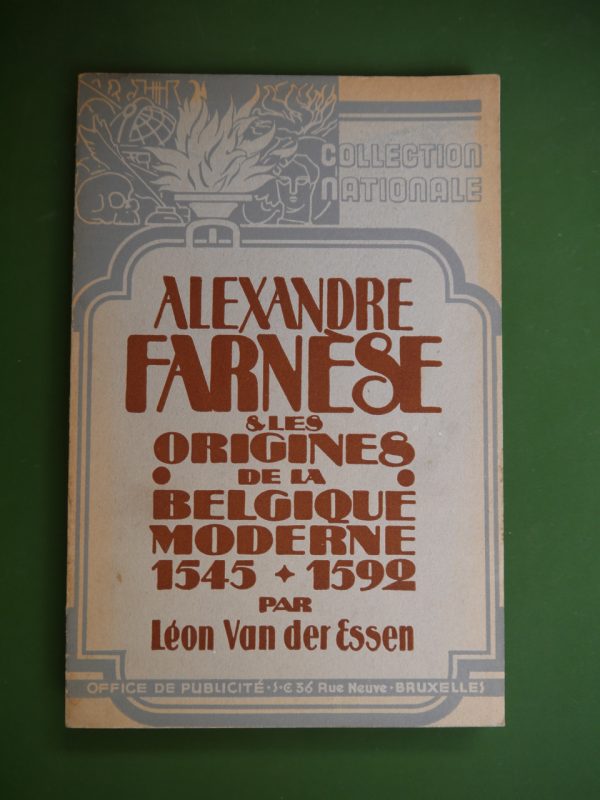 COLLECTION
NATIONALE
ALEXANDRE
FARNÈSE
& LES
ORIGINES
• DE LA •
BELGIQUE
MODERNE
1545 ✦ 1592
PAR
Léon Van der Essen
OFFICE DE PUBLICITÉ • S•C 36 Rue Neuve • BRUXELLES